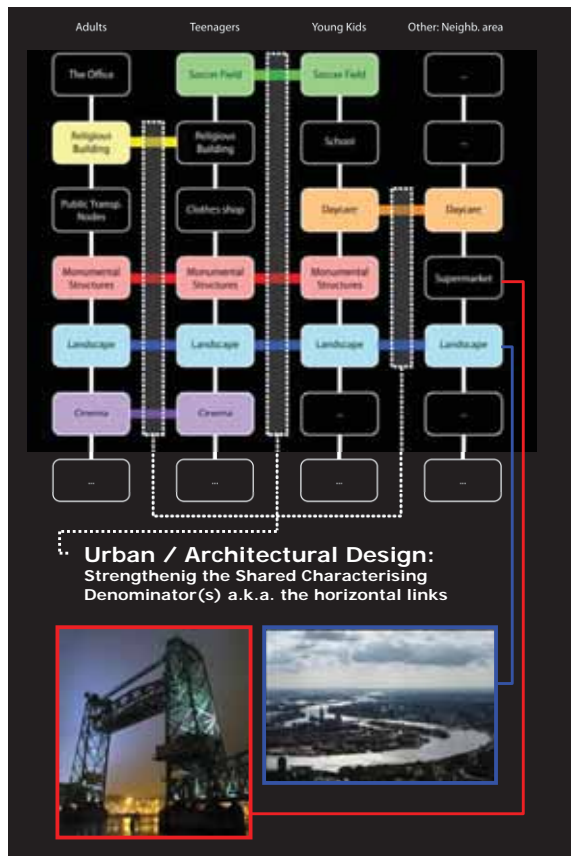 Adults Teenagers Young Kids Other: Neighb. area
The Office Soccer Field Soccer Field ...
Religious Building Religious Building School ...
Public Transp. Nodes Clothes shop Daycare Daycare
Monumental Structures Monumental Structures Monumental Structures Supermarket
Landscape Landscape Landscape Landscape
Cinema Cinema ... ...
... ... ... ...
Urban / Architectural Design:
Strengthenig the Shared Characterising
Denominator(s) a.k.a. the horizontal links